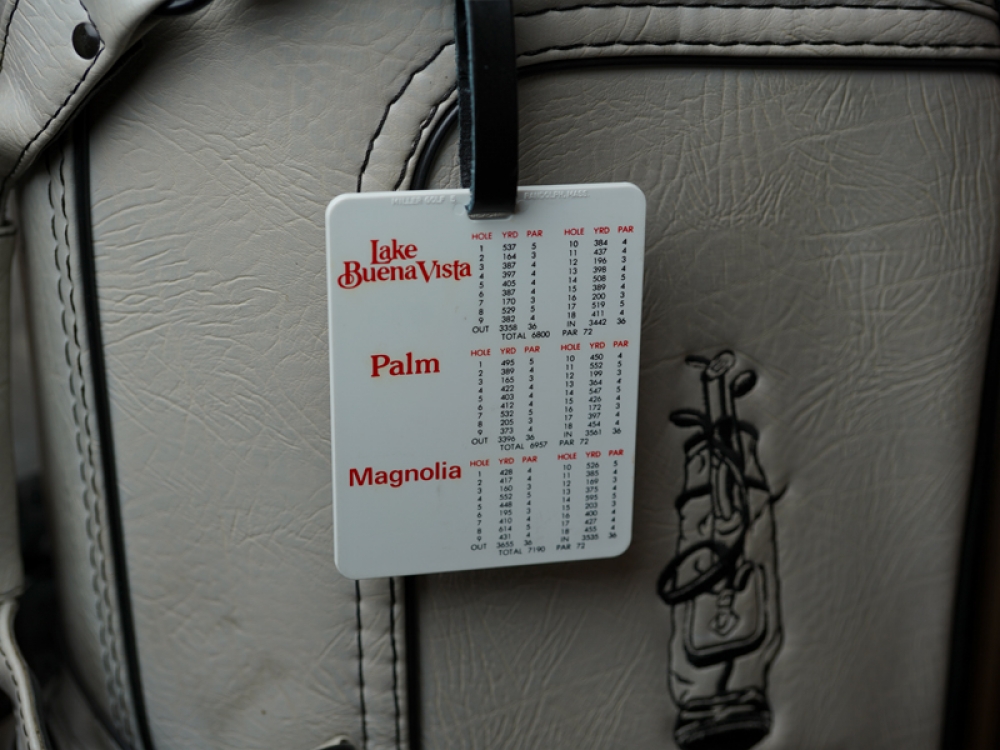 Lake
Buena Vista
HOLE YRD PAR HOLE YRD PAR
1 537 5 10 384 4
2 164 3 11 437 4
3 387 4 12 196 3
4 397 4 13 398 4
5 405 4 14 508 5
6 387 4 15 389 4
7 170 3 16 200 3
8 529 5 17 519 5
9 382 4 18 411 4
OUT 3358 36 IN 3442 36
TOTAL 6800 PAR 72
Palm
HOLE YRD PAR HOLE YRD PAR
1 495 5 10 450 4
2 389 4 11 552 5
3 165 3 12 199 3
4 422 4 13 364 4
5 403 4 14 547 5
6 412 4 15 426 4
7 532 5 16 172 3
8 205 3 17 397 4
9 373 4 18 454 4
OUT 3396 36 IN 3561 36
TOTAL 6957 PAR 72
Magnolia
HOLE YRD PAR HOLE YRD PAR
1 428 4 10 526 5
2 417 4 11 385 4
3 160 3 12 169 3
4 552 5 13 375 4
5 448 4 14 595 5
6 195 3 15 203 3
7 410 4 16 400 4
8 614 5 17 427 4
9 431 4 18 455 4
OUT 3655 36 IN 3535 36
TOTAL 7190 PAR 72